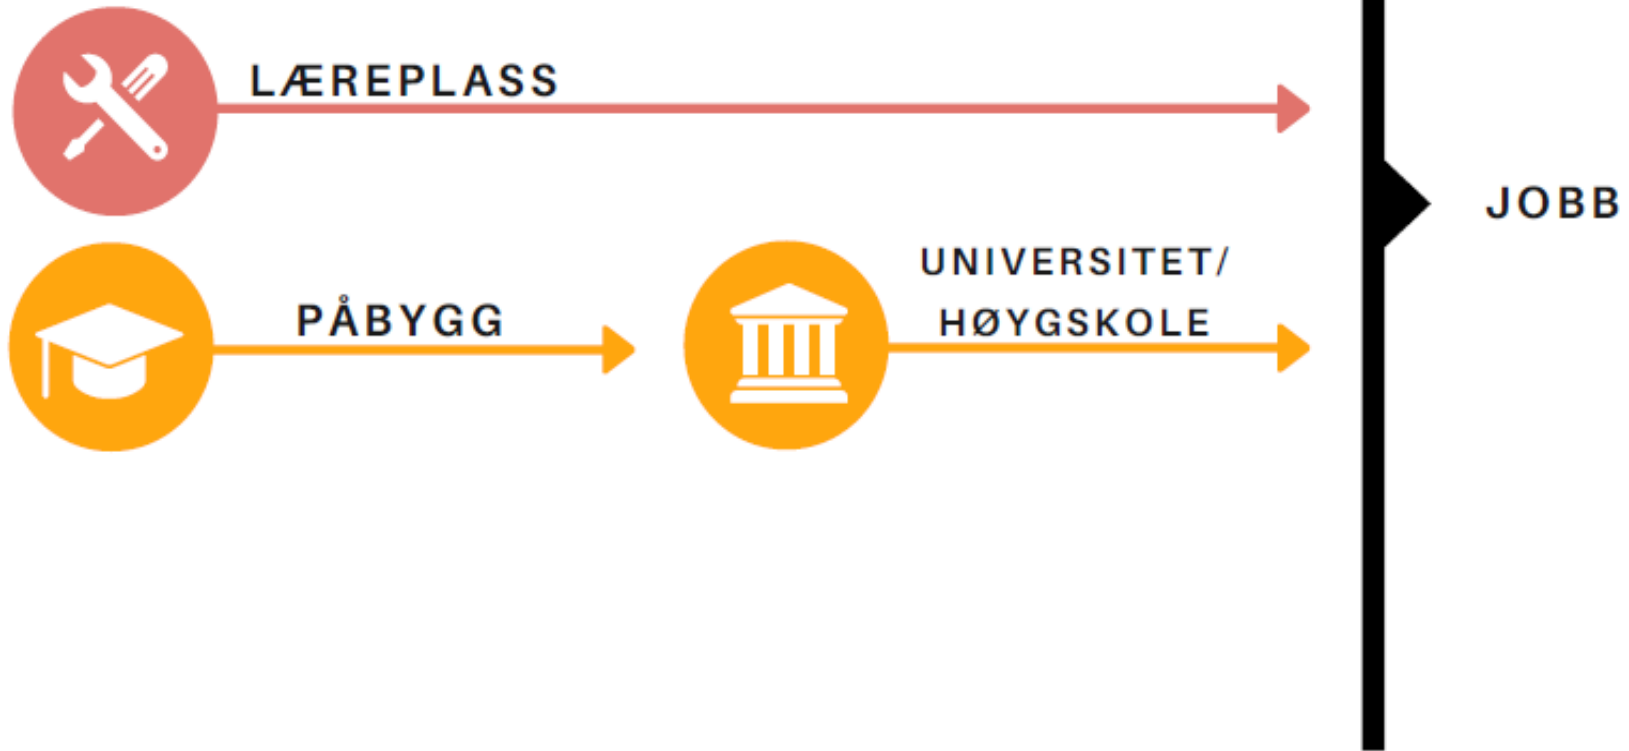 LÆREPLASS
JOBB
PÅBYGG
UNIVERSITET/
HØYGSKOLE